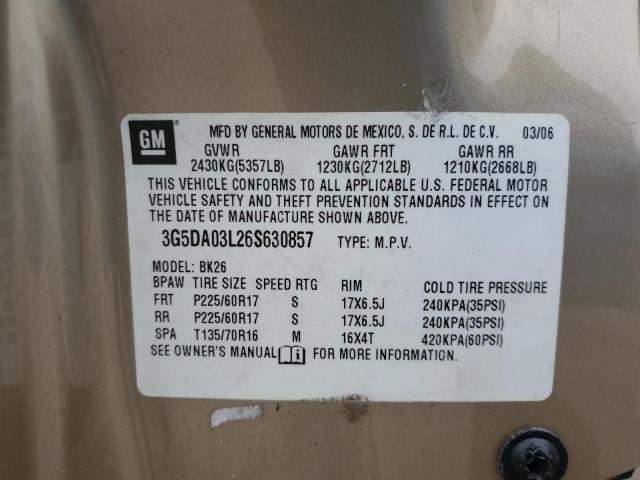 GM
MFD BY GENERAL MOTORS DE MEXICO, S. DE R.L. DE C.V. 03/06
GVWR GAWR FRT GAWR RR
2430KG(5357LB) 1230KG(2712LB) 1210KG(2668LB)
THIS VEHICLE CONFORMS TO ALL APPLICABLE U.S. FEDERAL MOTOR
VEHICLE SAFETY AND THEFT PREVENTION STANDARDS IN EFFECT ON
THE DATE OF MANUFACTURE SHOWN ABOVE.
3G5DA03L26S630857 TYPE: M.P.V.
MODEL: BK26
BPAW TIRE SIZE SPEED RTG RIM COLD TIRE PRESSURE
FRT P225/60R17 S 17X6.5J 240KPA(35PSI)
RR P225/60R17 S 17X6.5J 240KPA(35PSI)
SPA T135/70R16 M 16X4T 420KPA(60PSI)
SEE OWNER'S MANUAL FOR MORE INFORMATION.